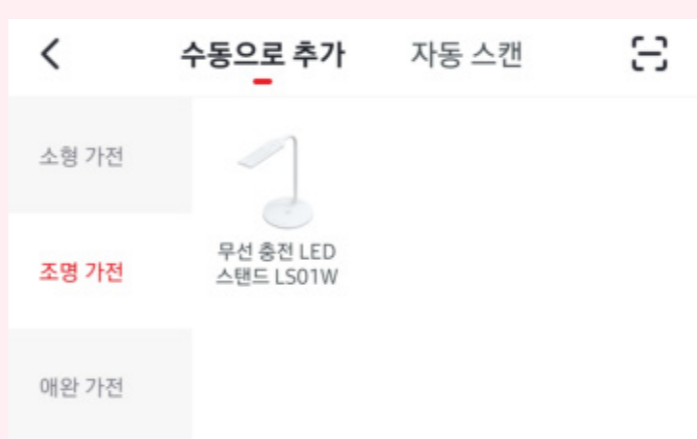 수동으로 추가 자동 스캔
소형 가전
조명 가전
무선 충전 LED
스탠드 LS01W
애완 가전